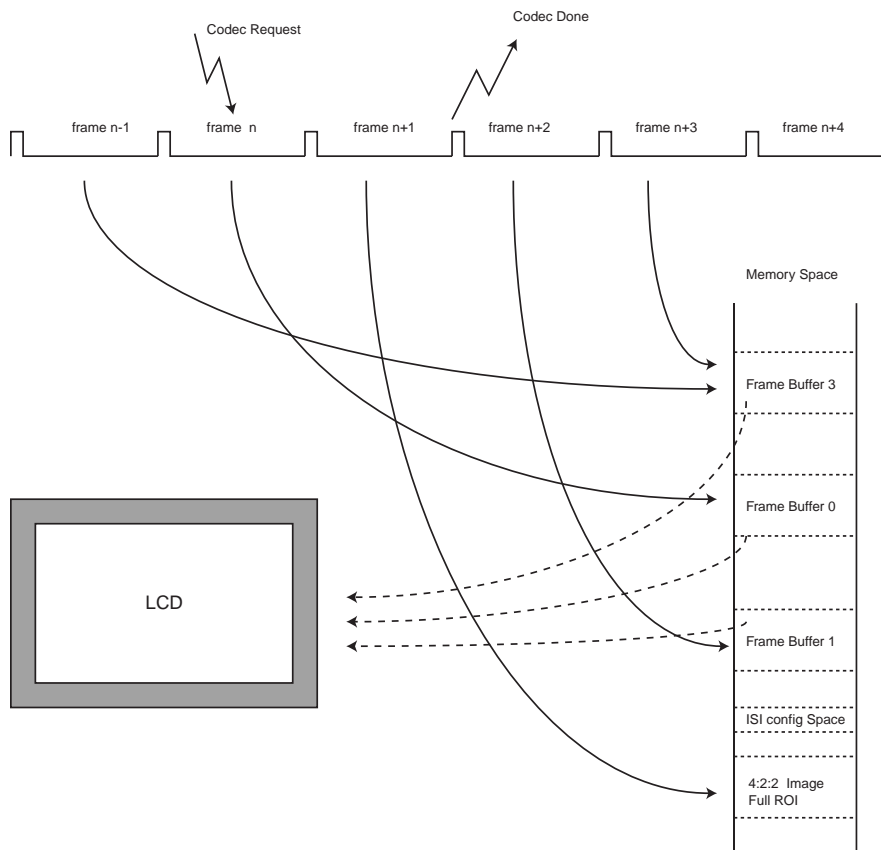 Codec Request
Codec Done
frame n-1
frame n
frame n+1
frame n+2
frame n+3
frame n+4
Memory Space
Frame Buffer 3
Frame Buffer 0
LCD
Frame Buffer 1
ISI config Space
4:2:2 Image
Full ROI